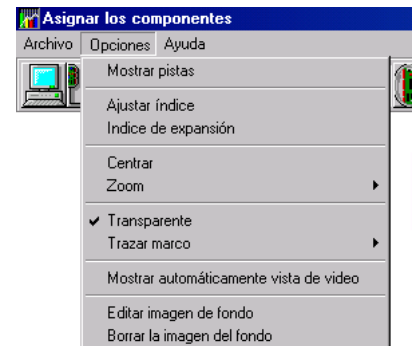 Asignar los componentes
Archivo Opciones Ayuda
Mostrar pistas
Ajustar índice
Indice de expansión
Centrar
Zoom
Transparente
Trazar marco
Mostrar automáticamente vista de video
Editar imagen de fondo
Borrar la imagen del fondo